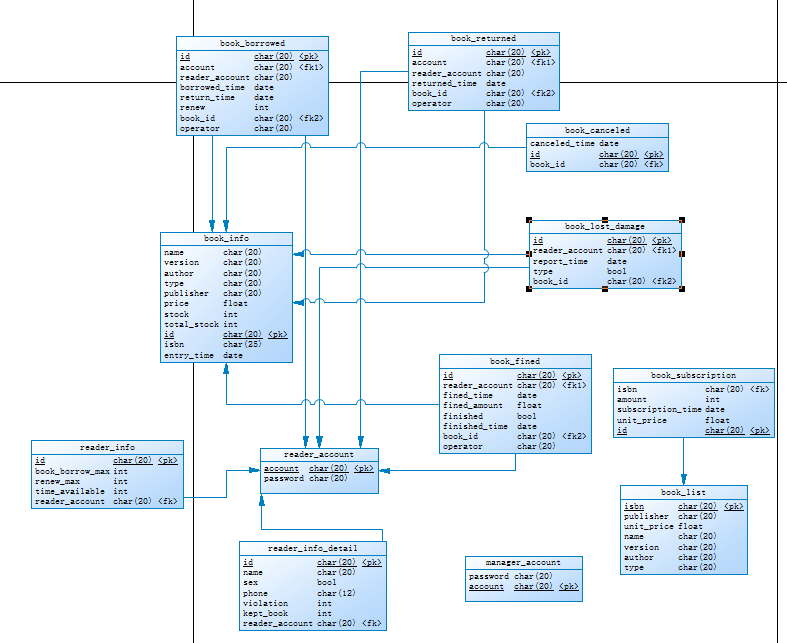 book_borrowed
id char(20) <pk>
account char(20) <fk1>
reader_account char(20)
borrowed_time date
return_time date
renew int
book_id char(20) <fk2>
operator char(20)
book_returned
id char(20) <pk>
account char(20) <fk1>
reader_account char(20)
returned_time date
book_id char(20) <fk2>
operator char(20)
book_canceled
canceled_time date
id char(20) <pk>
book_id char(20) <fk>
book_info
name char(20)
version char(20)
author char(20)
type char(20)
publisher char(20)
price float
stock int
total_stock int
id char(20) <pk>
isbn char(25)
entry_time date
book_lost_damage
id char(20) <pk>
reader_account char(20) <fk1>
report_time date
type bool
book_id char(20) <fk2>
book_fined
id char(20) <pk>
reader_account char(20) <fk1>
fined_time date
fined_amount float
finished bool
finished_time date
book_id char(20) <fk2>
operator char(20)
book_subscription
isbn char(20) <fk>
amount int
subscription_time date
unit_price float
id char(20) <pk>
reader_info
id char(20) <pk>
book_borrow_max int
renew_max int
time_available int
reader_account char(20) <fk>
reader_account
account char(20) <pk>
password char(20)
book_list
isbn char(20) <pk>
publisher char(20)
unit_price float
name char(20)
version char(20)
author char(20)
type char(20)
reader_info_detail
id char(20) <pk>
name char(20)
sex bool
phone char(12)
violation int
kept_book int
reader_account char(20) <fk>
manager_account
password char(20)
account char(20) <pk>